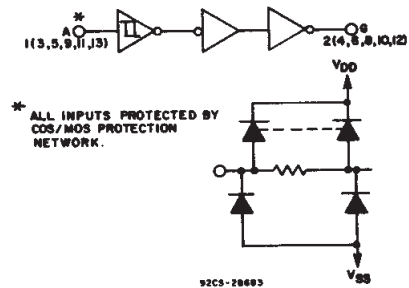 *
A G
1(3,5,9,11,13) 2(4,6,8,10,12)
VDD
* ALL INPUTS PROTECTED BY
COS/MOS PROTECTION
NETWORK.
VSS
92CS-28683